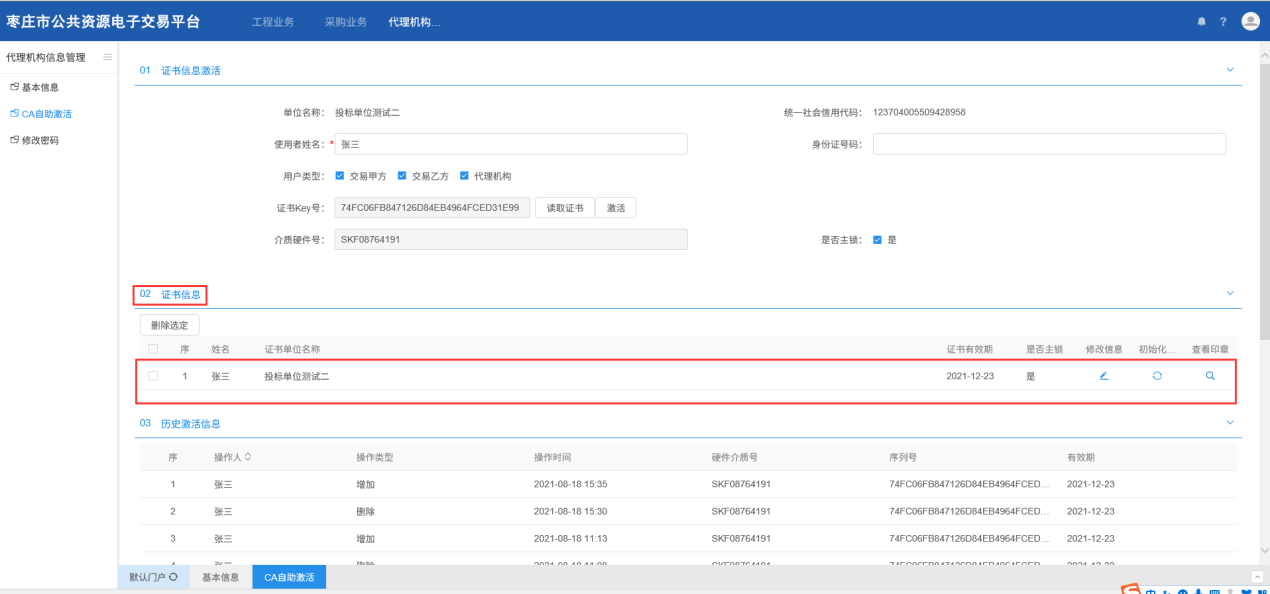 枣庄市公共资源电子交易平台 工程业务 采购业务 代理机构... ?
代理机构信息管理
基本信息
CA自助激活
修改密码
01 证书信息激活
单位名称： 投标单位测试二 统一社会信用代码： 123704005509428958
使用者姓名： * 张三 身份证号码：
用户类型： 交易甲方 交易乙方 代理机构
证书Key号： 74FC06FB847126D84EB4964FCED31E99 读取证书 激活
介质硬件号： SKF08764191 是否主锁： 是
02 证书信息
删除选定
序 姓名 证书单位名称 证书有效期 是否主锁 修改信息 初始化... 查看印章
1 张三 投标单位测试二 2021-12-23 是
03 历史激活信息
序 操作人 操作类型 操作时间 硬件介质号 序列号 有效期
1 张三 增加 2021-08-18 15:35 SKF08764191 74FC06FB847126D84EB4964FCED... 2021-12-23
2 张三 删除 2021-08-18 15:30 SKF08764191 74FC06FB847126D84EB4964FCED... 2021-12-23
3 张三 增加 2021-08-18 11:13 SKF08764191 74FC06FB847126D84EB4964FCED... 2021-12-23
默认门户 基本信息 CA自助激活